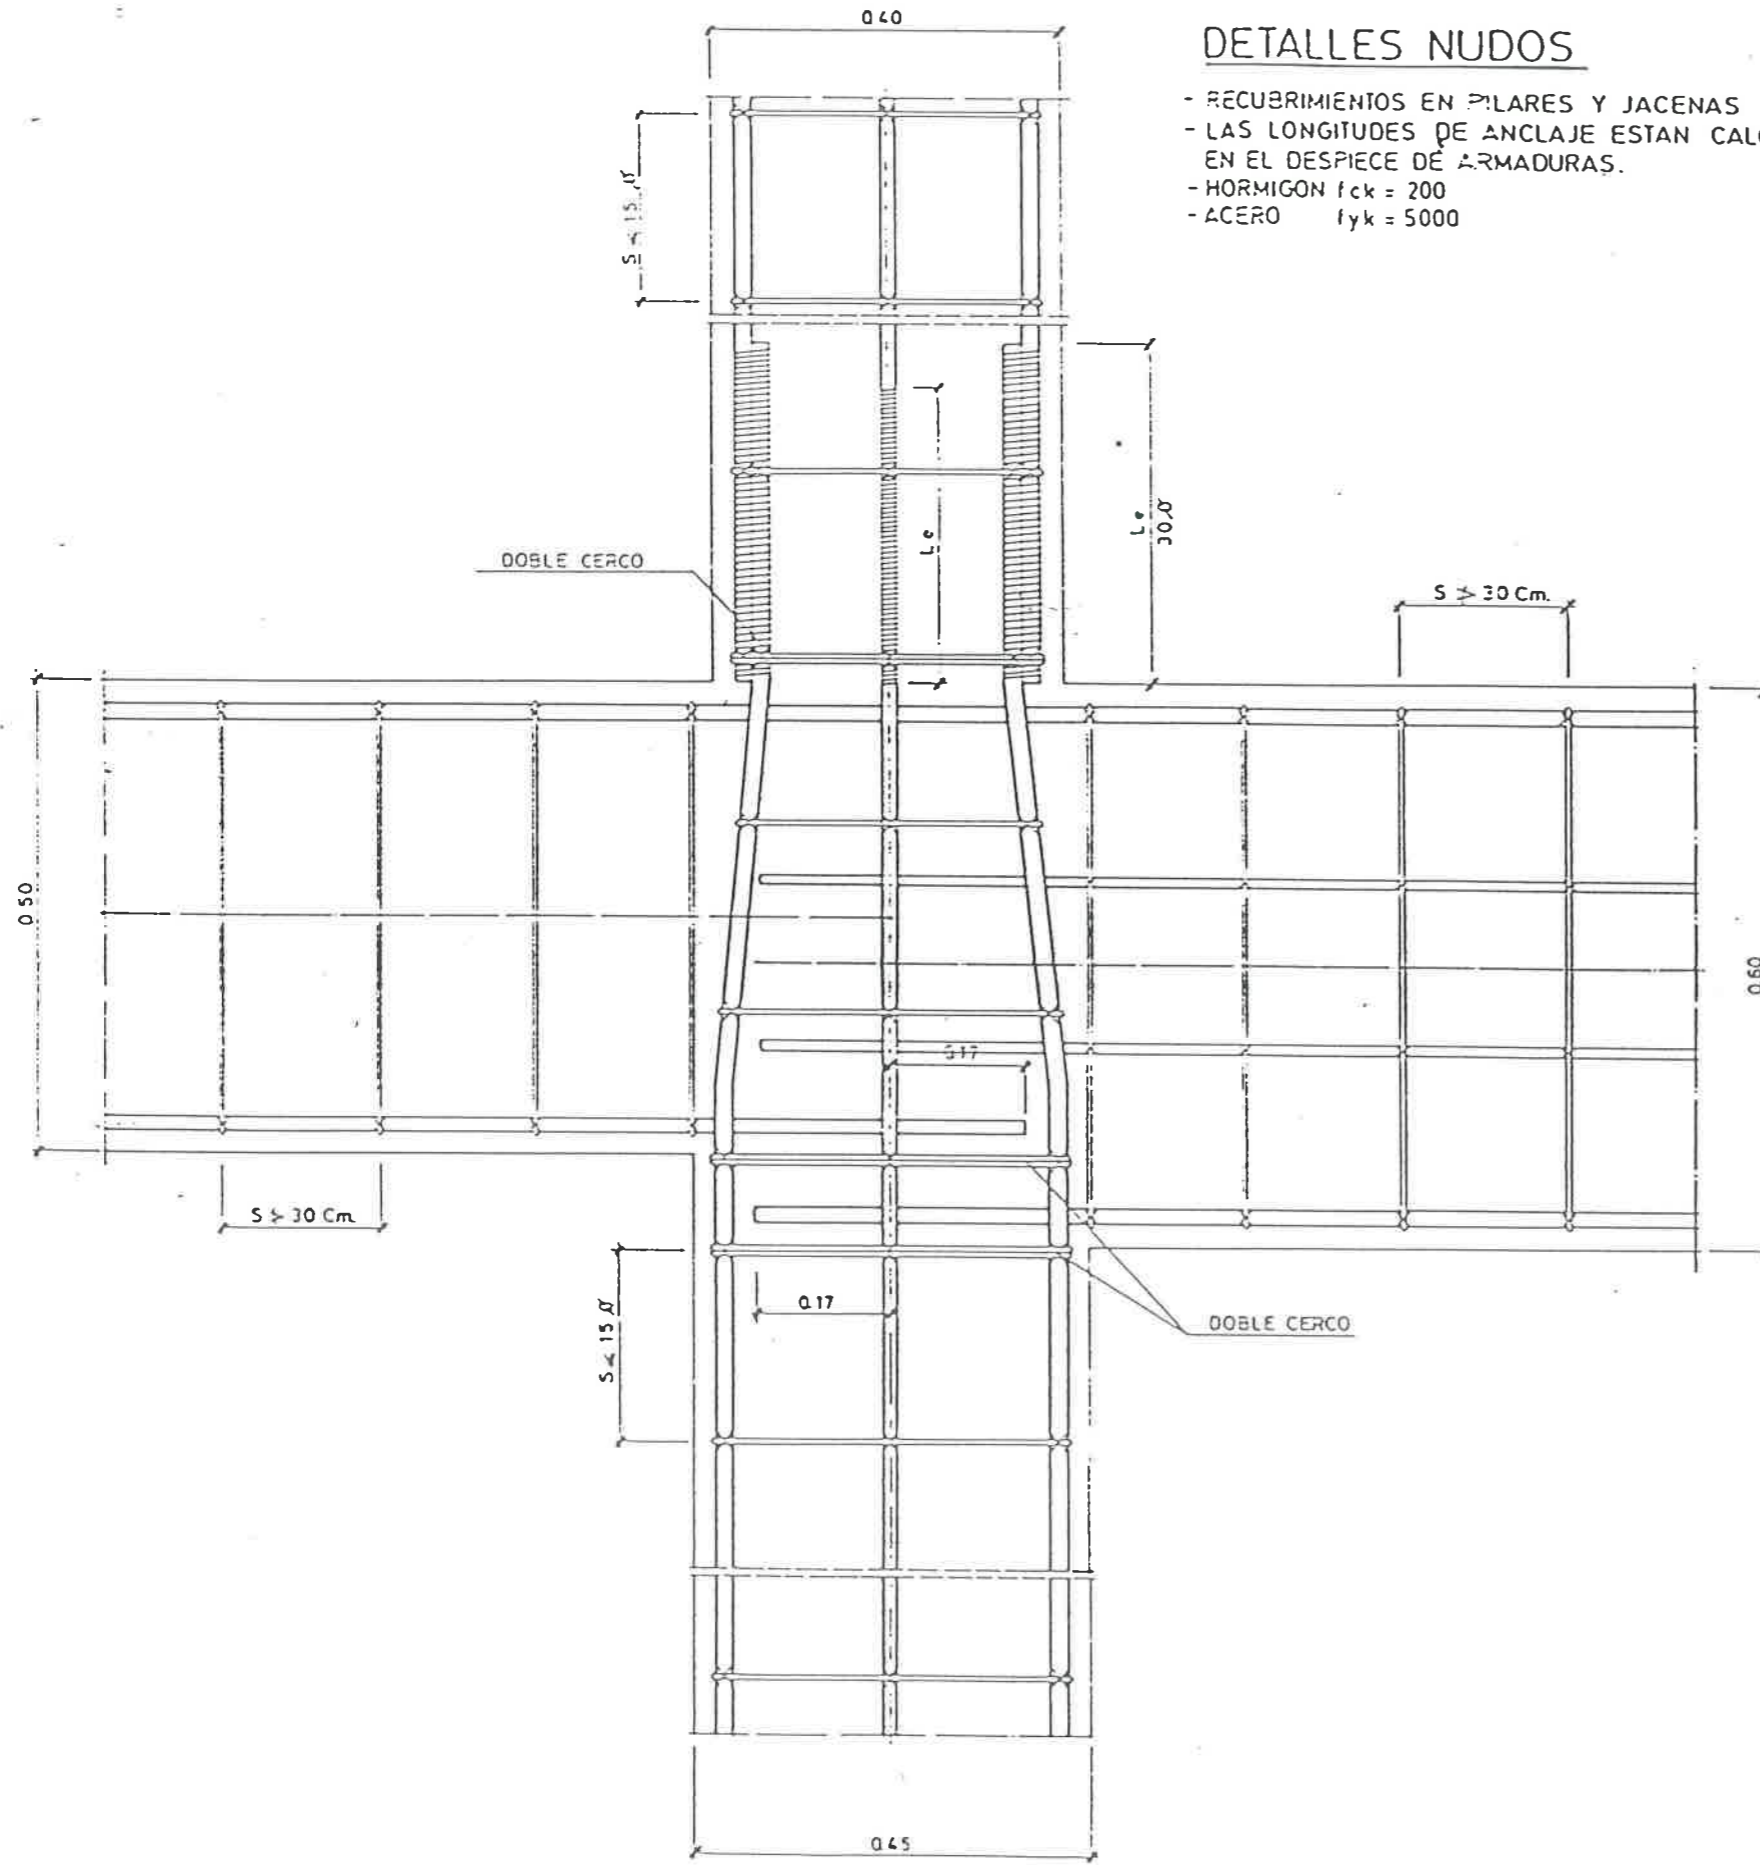 0.40
DETALLES NUDOS
- RECUBRIMIENTOS EN PILARES Y JACENAS
- LAS LONGITUDES DE ANCLAJE ESTAN
EN EL DESPIECE DE ARMADURAS.
- HORMIGON fck = 200
- ACERO fyk = 5000
S ≤ 15 Ø
Le
Le
30 Ø
DOBLE CERCO
S ≯ 30 Cm.
0.50
0.60
0.17
S ≯ 30 Cm.
0.17
S ≤ 15 Ø
DOBLE CERCO
0.45